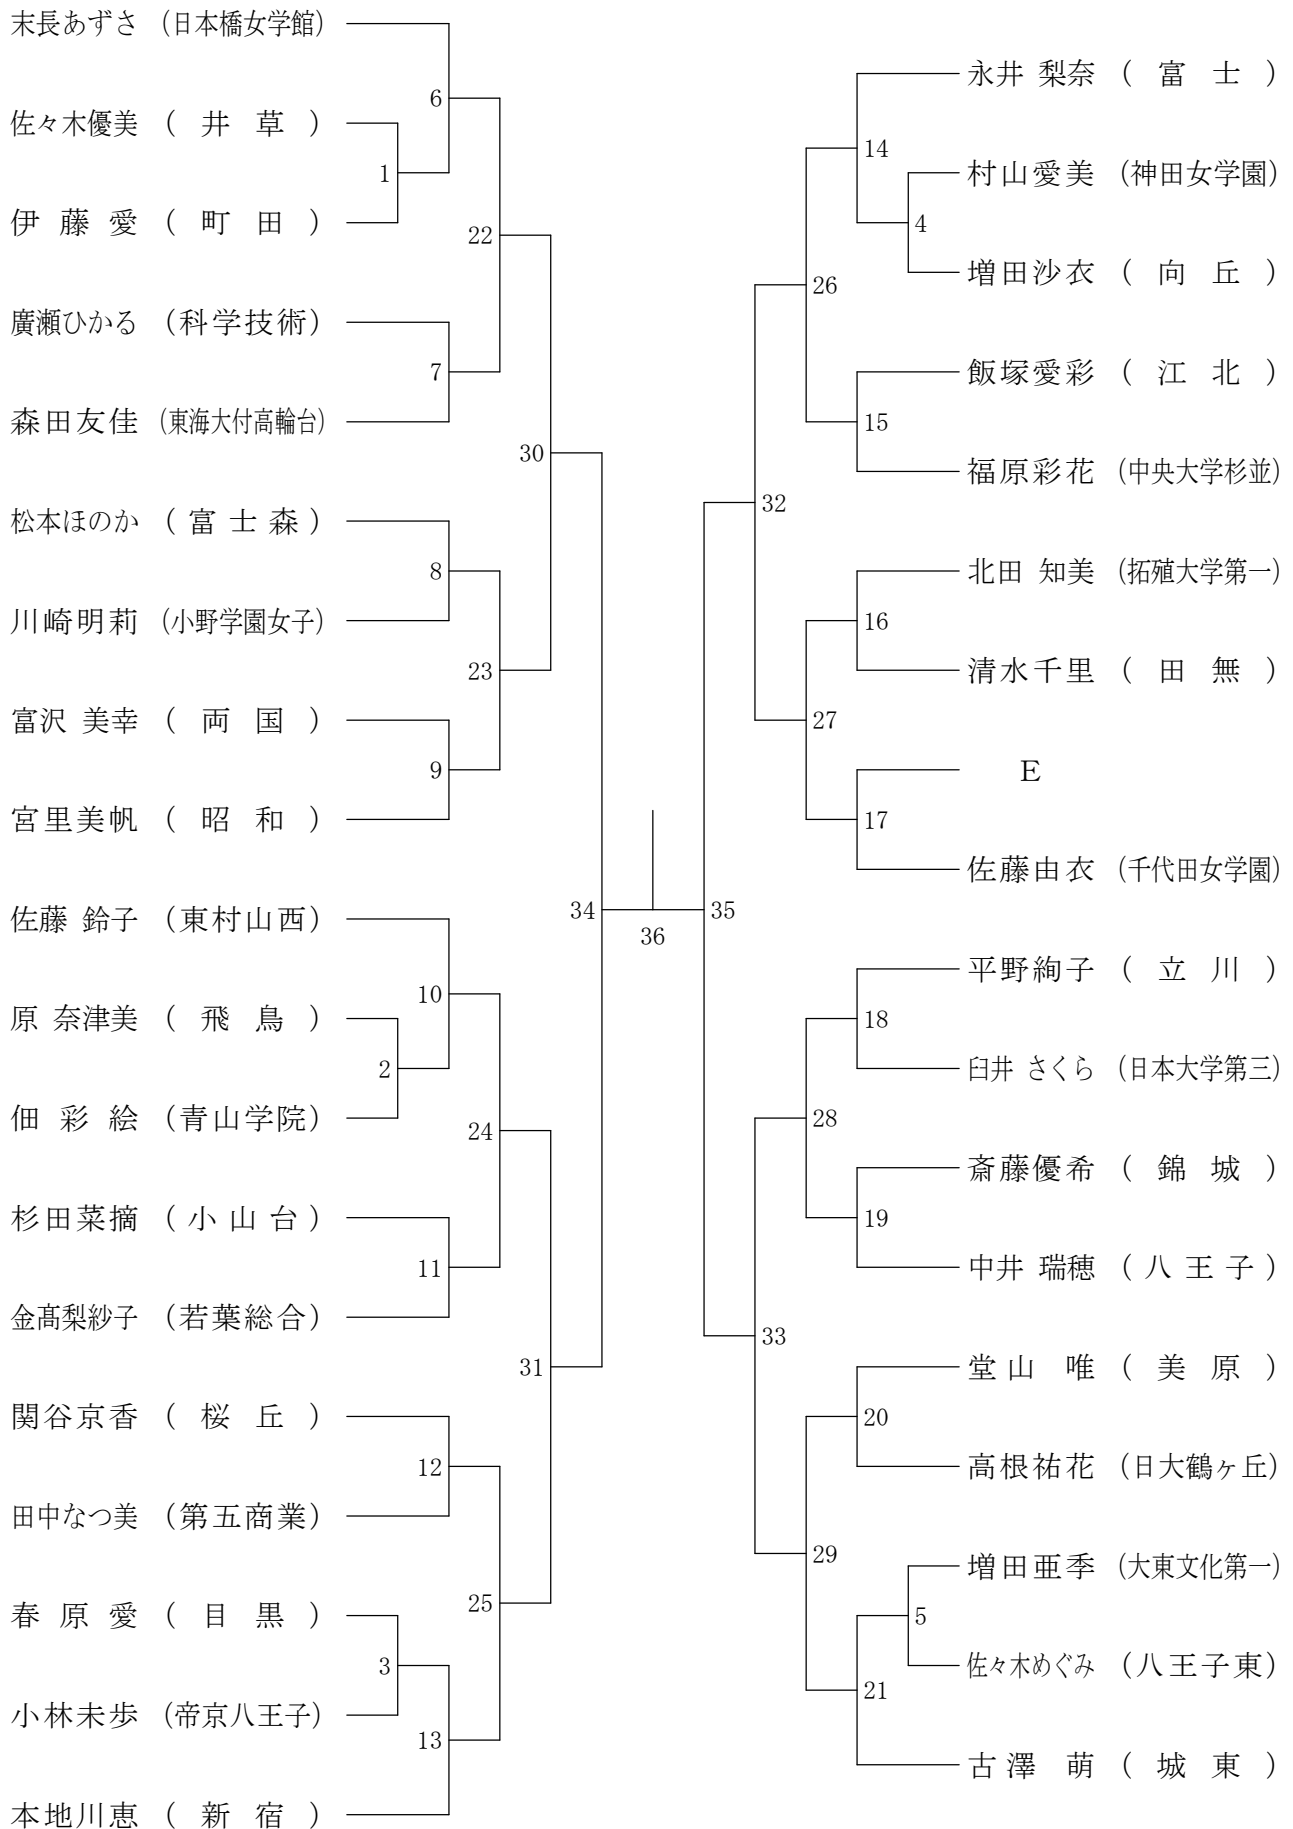 末長あずさ (日本橋女学館)
佐々木優美 (井草)
伊藤愛 (町田)
廣瀬ひかる (科学技術)
森田友佳 (東海大付高輪台)
松本ほのか (富士森)
川崎明莉 (小野学園女子)
富沢 美幸 (両国)
宮里美帆 (昭和)
佐藤 鈴子 (東村山西)
原 奈津美 (飛鳥)
佃彩絵 (青山学院)
杉田菜摘 (小山台)
金髙梨紗子 (若葉総合)
関谷京香 (桜丘)
田中なつ美 (第五商業)
春原愛 (目黒)
小林未歩 (帝京八王子)
本地川恵 (新宿)
6
1
22
7
30
8
23
9
34
10
2
24
11
31
12
25
3
13
36
永井 梨奈 (富士)
村山愛美 (神田女学園)
増田沙衣 (向丘)
飯塚愛彩 (江北)
福原彩花 (中央大学杉並)
北田 知美 (拓殖大学第一)
清水千里 (田無)
E
佐藤由衣 (千代田女学園)
平野絢子 (立川)
臼井 さくら (日本大学第三)
斎藤優希 (錦城)
中井 瑞穂 (八王子)
堂山 唯 (美原)
高根祐花 (日大鶴ヶ丘)
増田亜季 (大東文化第一)
佐々木めぐみ (八王子東)
古澤 萌 (城東)
14
4
26
15
32
16
27
17
35
18
28
19
33
20
29
5
21